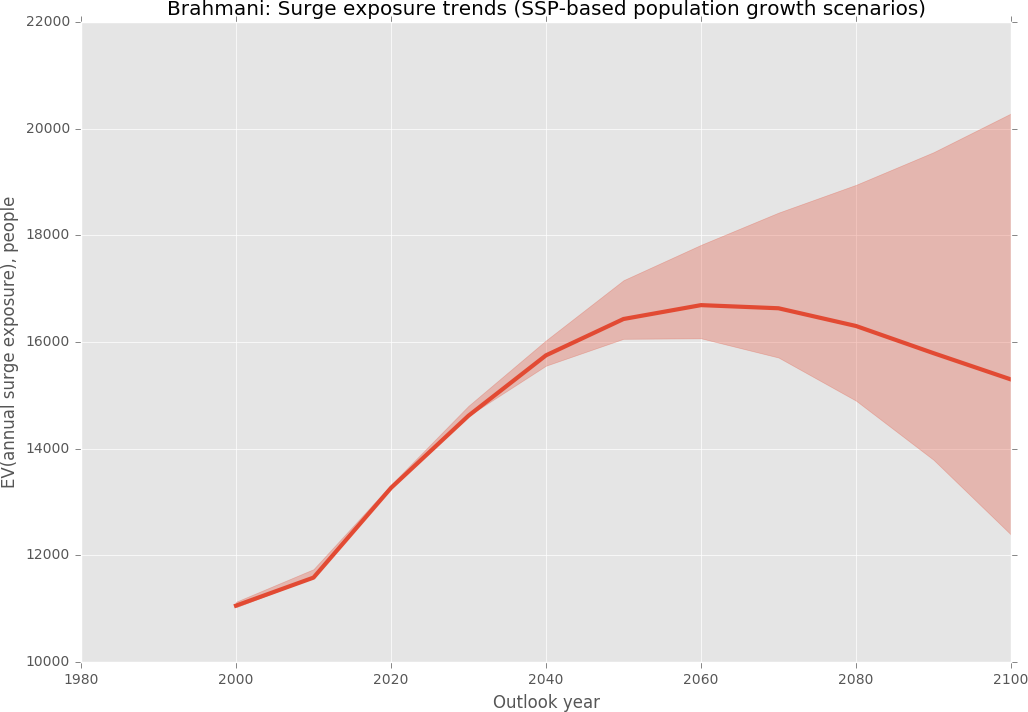 Brahmani: Surge exposure trends (SSP-based population growth scenarios)
22000
20000
18000
16000
14000
12000
10000
EV(annual surge exposure), people
1980 2000 2020 2040 2060 2080 2100
Outlook year